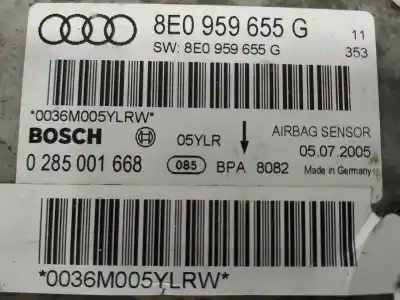 8E0 959 655 G 11
SW: 8E0 959 655 G 353
*0036M005YLRW*
BOSCH 05YLR AIRBAG SENSOR
05.07.2005
0 285 001 668 085 BPA 8082 Made in Germany
*0036M005YLRW*